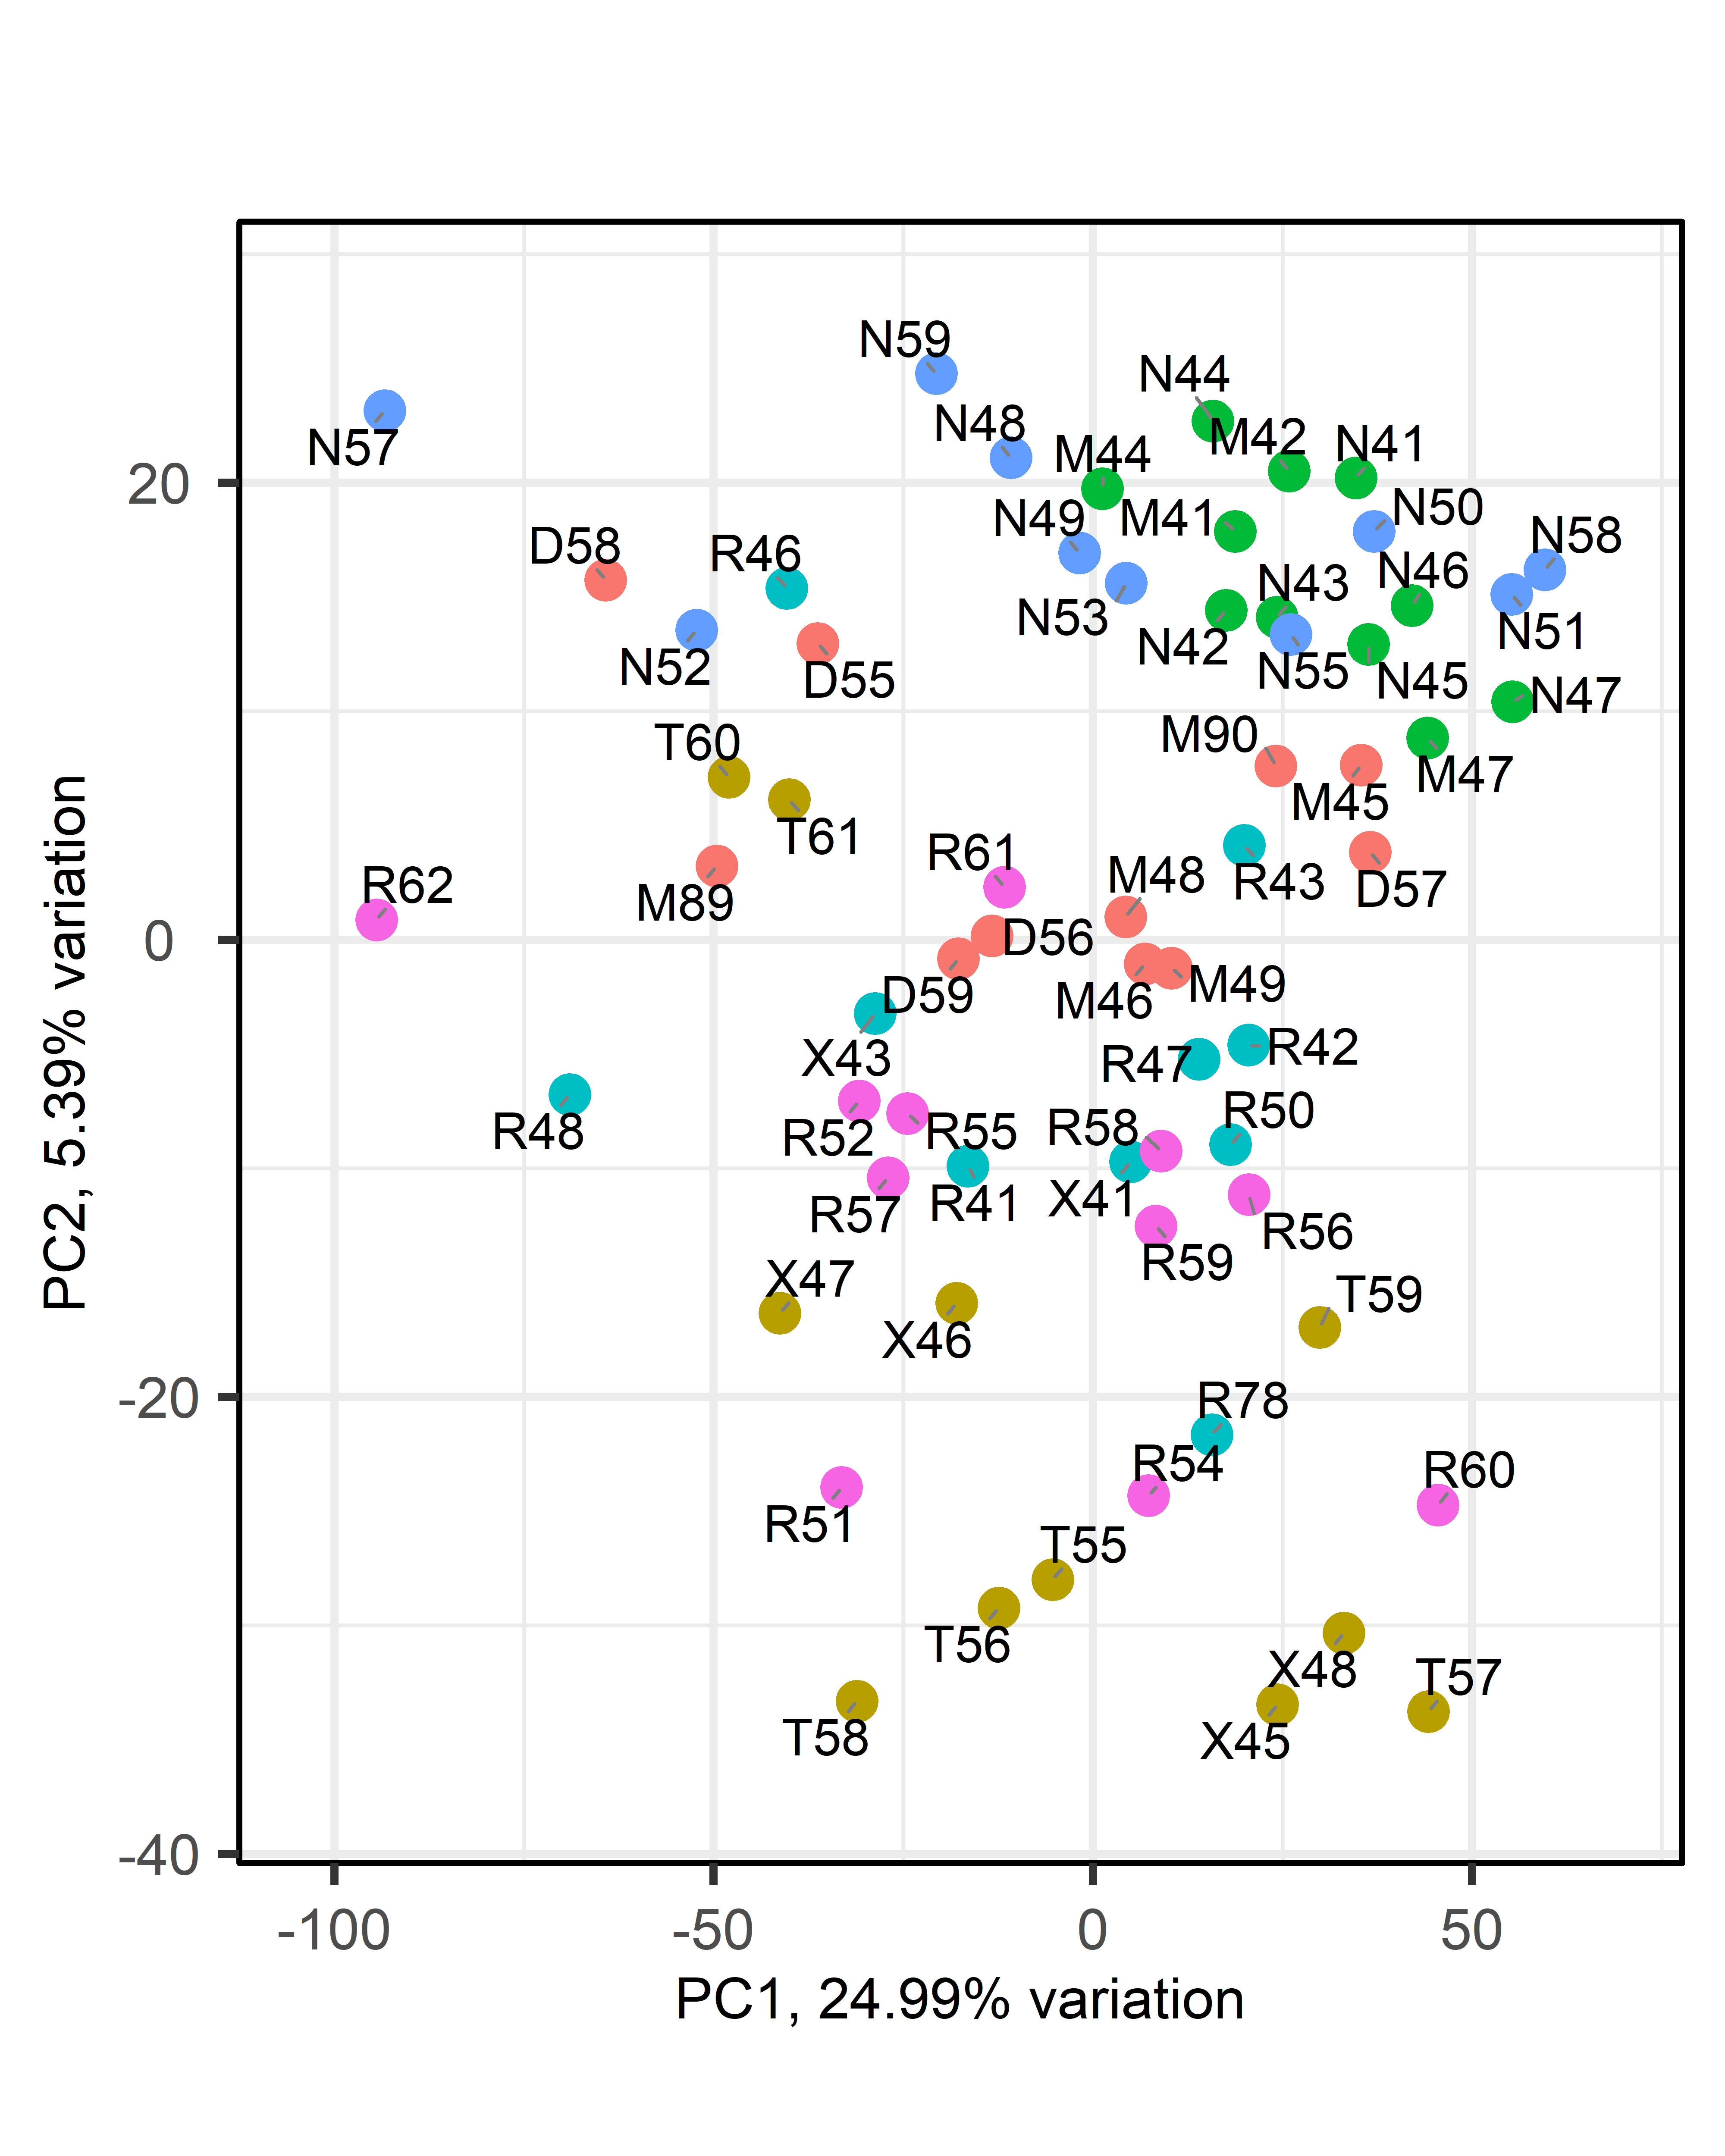 N59
N44
N48
M42
N41
N57
M44
20
N50
N49
M41
N58
D58
R46
N46
N43
N53
N51
N42
N52
N55
D55
N45
N47
M90
T60
M47
M45
T61
R61
M48
R43
R62
D57
M89
D56
0
M49
D59
M46
R42
X43
R47
R50
R58
R48
R55
R52
X41
R41
R57
R56
R59
X47
T59
X46
-20
R78
R54
R60
R51
T55
T56
X48
T57
T58
X45
-40
-100
-50
0
50
PC1, 24.99% variation
PC2, 5.39% variation